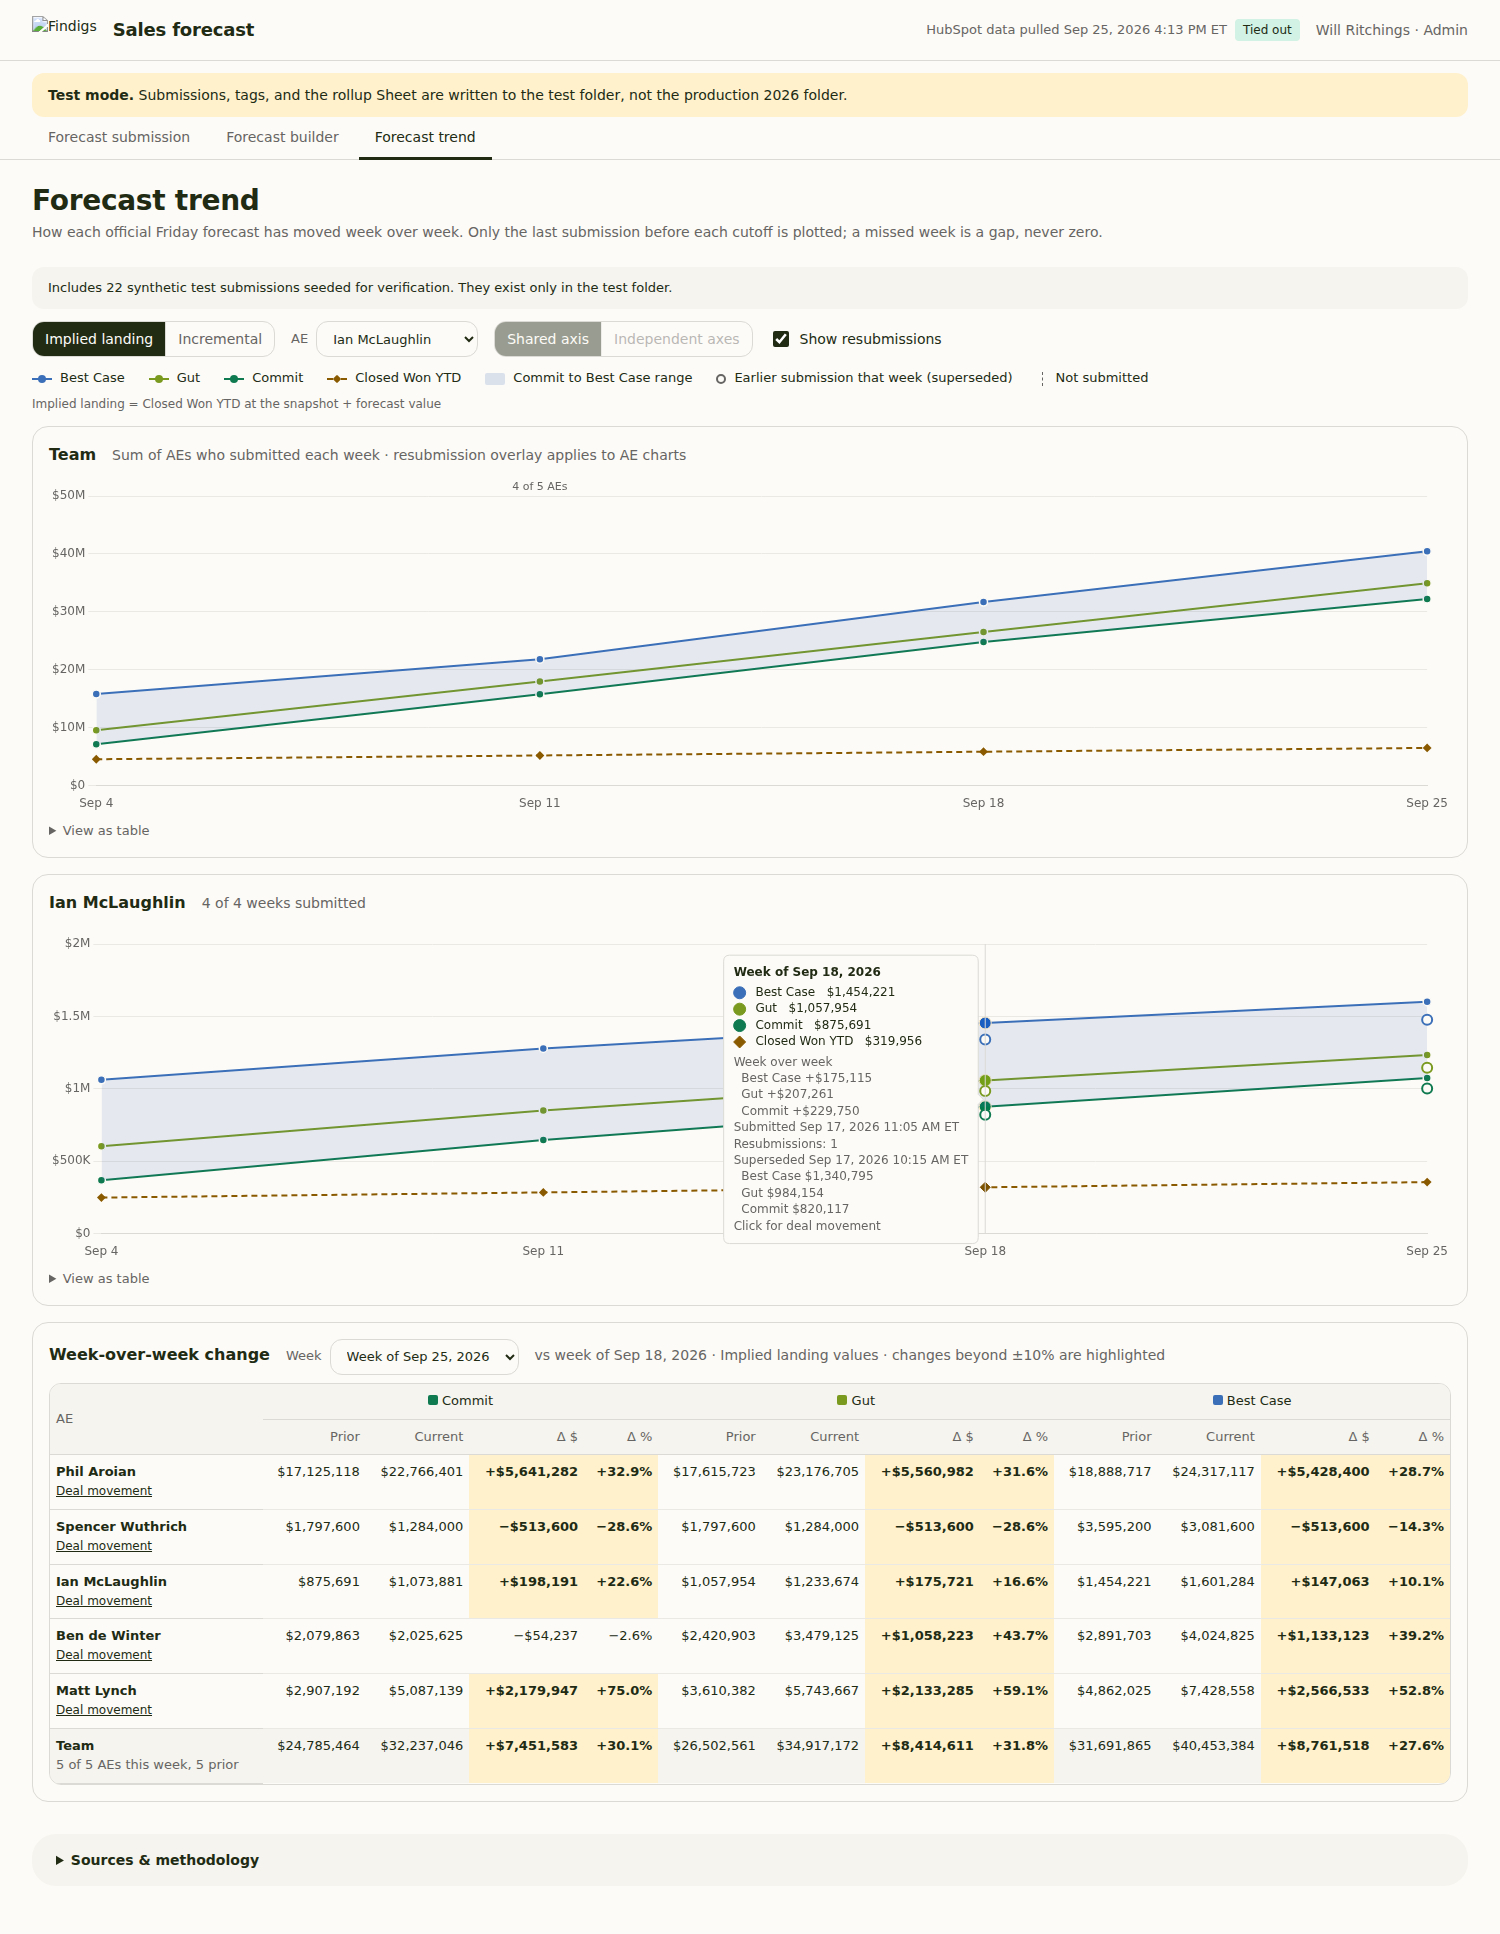 Findigs Sales forecast HubSpot data pulled Sep 25, 2026 4:13 PM ET Tied out Will Ritchings · Admin
Test mode. Submissions, tags, and the rollup Sheet are written to the test folder, not the production 2026 folder.
Forecast submission Forecast builder Forecast trend
Forecast trend
How each official Friday forecast has moved week over week. Only the last submission before each cutoff is plotted; a missed week is a gap, never zero.
Includes 22 synthetic test submissions seeded for verification. They exist only in the test folder.
Implied landing Incremental AE Ian McLaughlin Shared axis Independent axes Show resubmissions
Best Case Gut Commit Closed Won YTD Commit to Best Case range Earlier submission that week (superseded) Not submitted
Implied landing = Closed Won YTD at the snapshot + forecast value
Team Sum of AEs who submitted each week · resubmission overlay applies to AE charts
4 of 5 AEs
$50M
$40M
$30M
$20M
$10M
$0
Sep 4 Sep 11 Sep 18 Sep 25
View as table
Ian McLaughlin 4 of 4 weeks submitted
$2M
$1.5M
$1M
$500K
$0
Week of Sep 18, 2026
Best Case $1,454,221
Gut $1,057,954
Commit $875,691
Closed Won YTD $319,956
Week over week
Best Case +$175,115
Gut +$207,261
Commit +$229,750
Submitted Sep 17, 2026 11:05 AM ET
Resubmissions: 1
Superseded Sep 17, 2026 10:15 AM ET
Best Case $1,340,795
Gut $984,154
Commit $820,117
Click for deal movement
Sep 4 Sep 11 Sep 18 Sep 25
View as table
Week-over-week change Week Week of Sep 25, 2026 vs week of Sep 18, 2026 · Implied landing values · changes beyond ±10% are highlighted
AE Commit Gut Best Case
Prior Current Δ $ Δ % Prior Current Δ $ Δ % Prior Current Δ $ Δ %
Phil Aroian $17,125,118 $22,766,401 +$5,641,282 +32.9% $17,615,723 $23,176,705 +$5,560,982 +31.6% $18,888,717 $24,317,117 +$5,428,400 +28.7%
Deal movement
Spencer Wuthrich $1,797,600 $1,284,000 −$513,600 −28.6% $1,797,600 $1,284,000 −$513,600 −28.6% $3,595,200 $3,081,600 −$513,600 −14.3%
Deal movement
Ian McLaughlin $875,691 $1,073,881 +$198,191 +22.6% $1,057,954 $1,233,674 +$175,721 +16.6% $1,454,221 $1,601,284 +$147,063 +10.1%
Deal movement
Ben de Winter $2,079,863 $2,025,625 −$54,237 −2.6% $2,420,903 $3,479,125 +$1,058,223 +43.7% $2,891,703 $4,024,825 +$1,133,123 +39.2%
Deal movement
Matt Lynch $2,907,192 $5,087,139 +$2,179,947 +75.0% $3,610,382 $5,743,667 +$2,133,285 +59.1% $4,862,025 $7,428,558 +$2,566,533 +52.8%
Deal movement
Team $24,785,464 $32,237,046 +$7,451,583 +30.1% $26,502,561 $34,917,172 +$8,414,611 +31.8% $31,691,865 $40,453,384 +$8,761,518 +27.6%
5 of 5 AEs this week, 5 prior
Sources & methodology